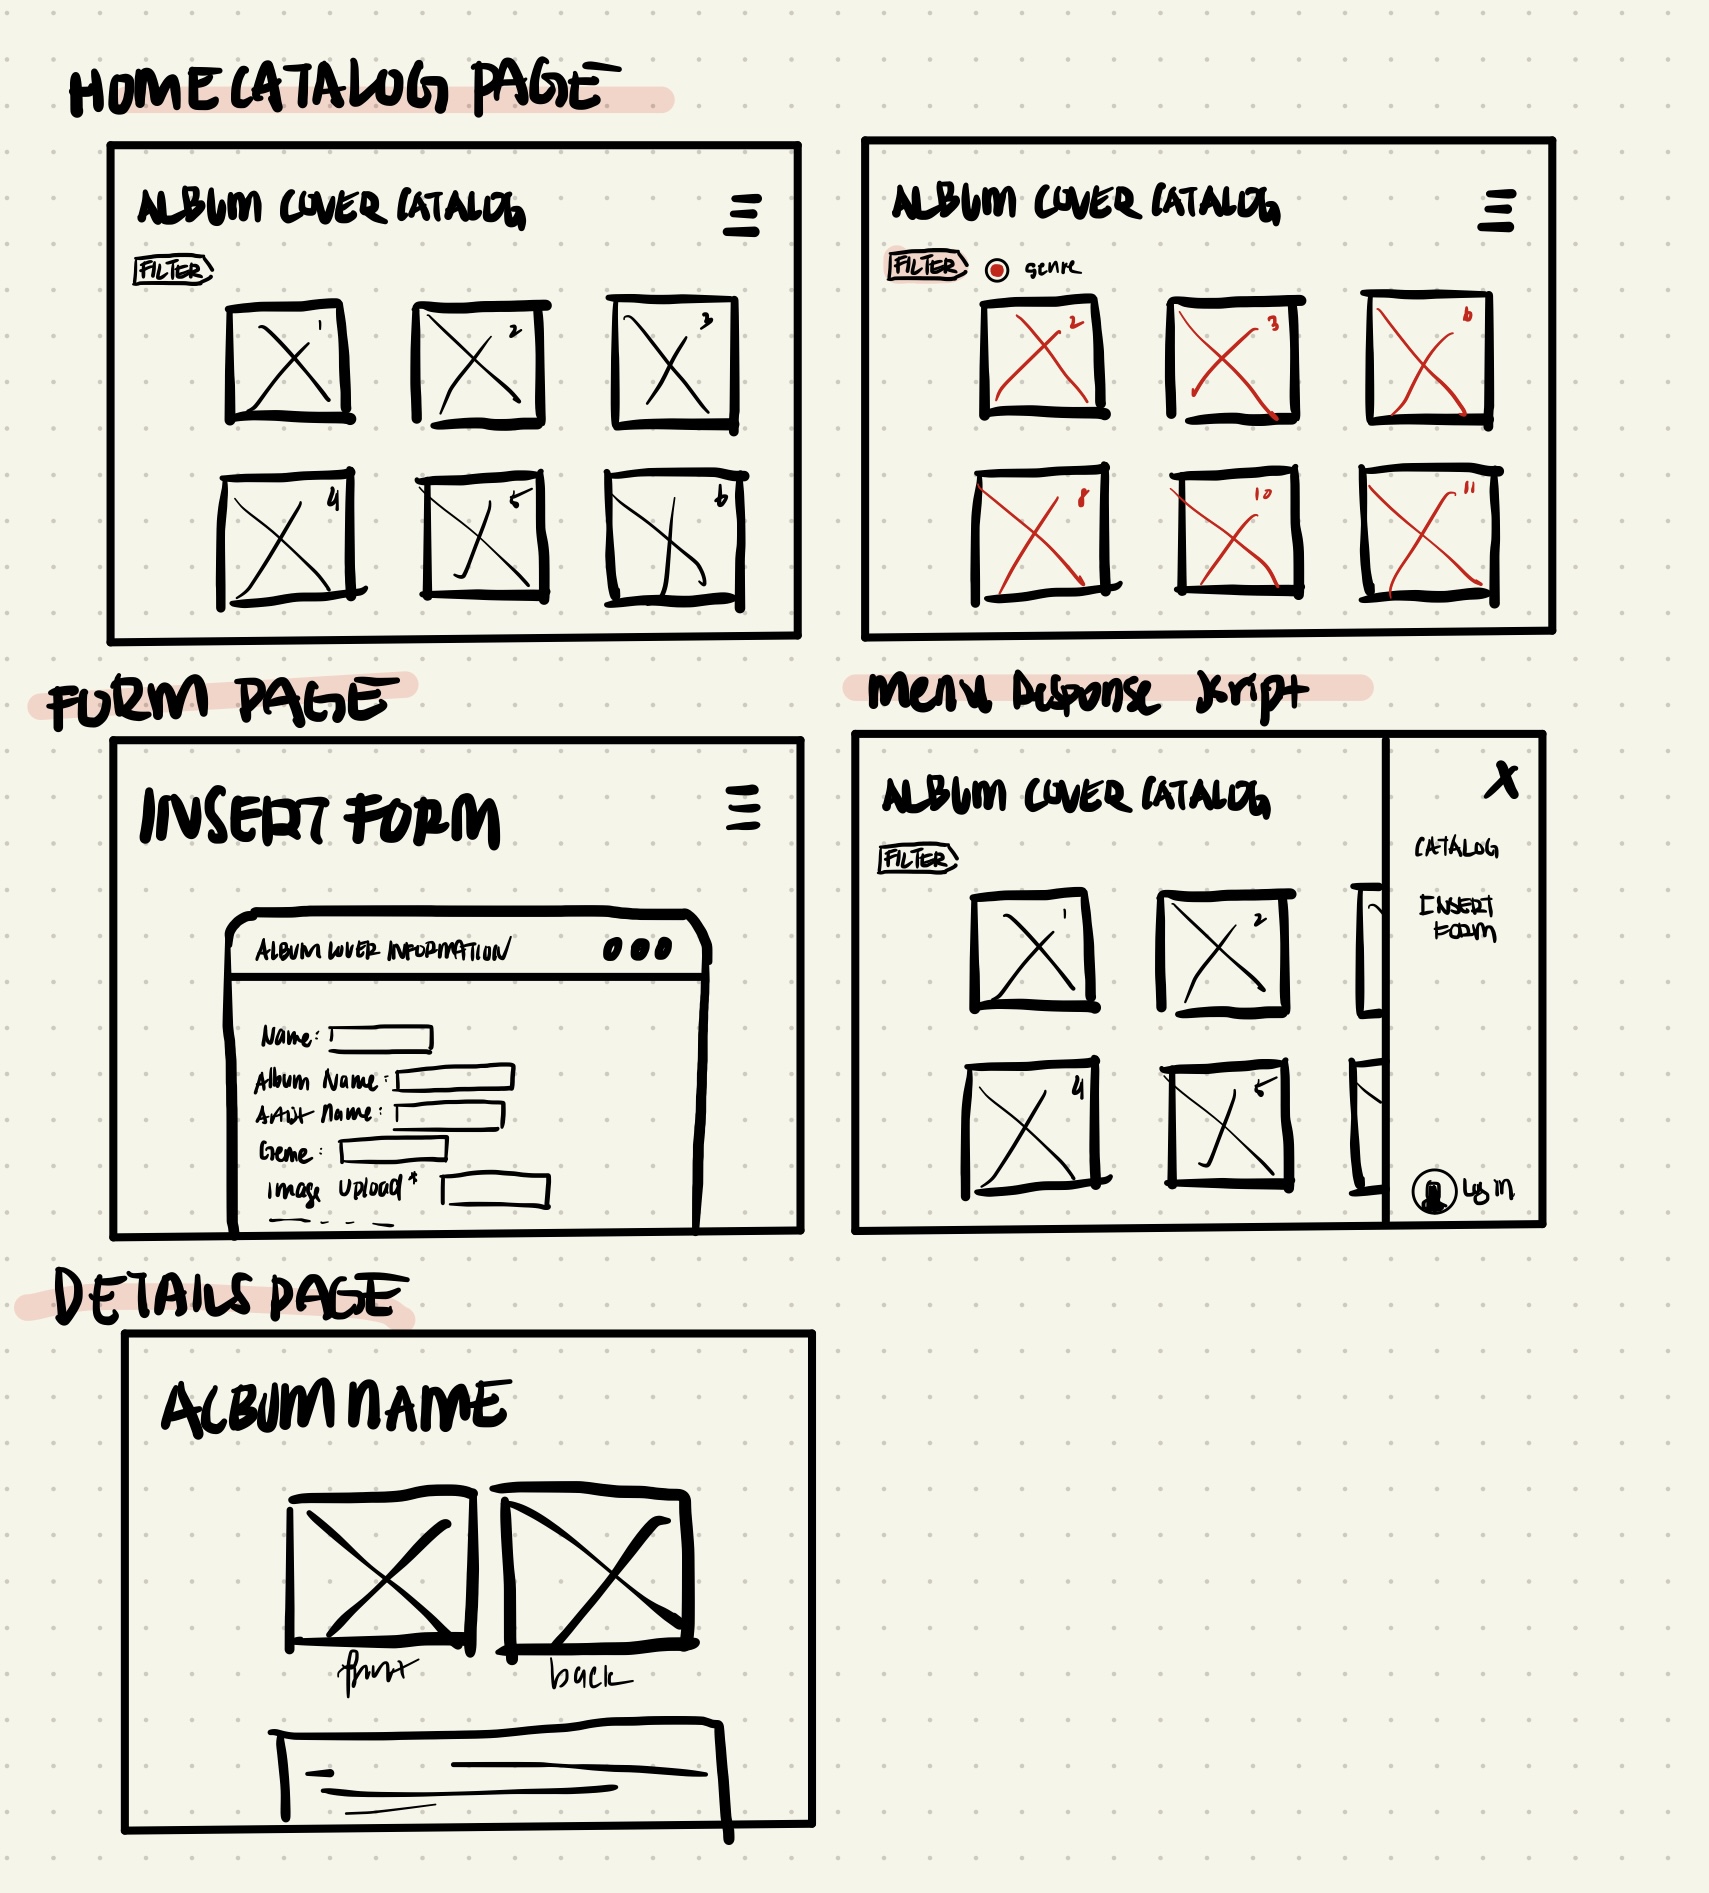 HOME CATALOG PAGE
ALBUM COVER CATALOG
FILTER
1 2 3
4 5 6
ALBUM COVER CATALOG
FILTER genre
2 3 6
8 10 11
FORM PAGE
INSERT FORM
ALBUM COVER INFORMATION
Name:
Album Name:
Artist Name:
Genre:
Image Upload*
Menu Response Script
ALBUM COVER CATALOG
X
FILTER
CATALOG
INSERT
FORM
1 2
4 5
Log in
DETAILS PAGE
ALBUM NAME
front back